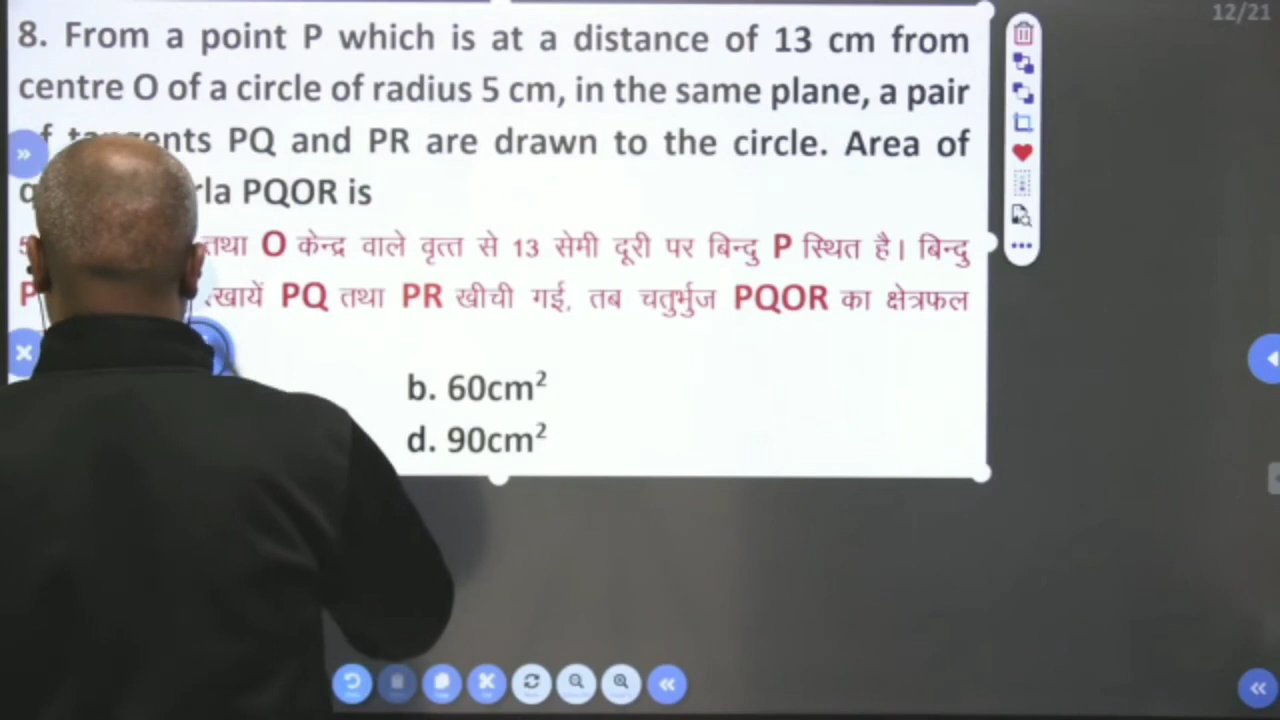 12/21
8. From a point P which is at a distance of 13 cm from
centre O of a circle of radius 5 cm, in the same plane, a pair
PQ and PR are drawn to the circle. Area of
PQOR is
तथा O केन्द्र वाले वृत्त से 13 सेमी दूरी पर बिन्दु P स्थित है। बिन्दु
PQ तथा PR खीची गई, तब चतुर्भुज PQOR का क्षेत्रफल
b. 60cm²
d. 90cm²